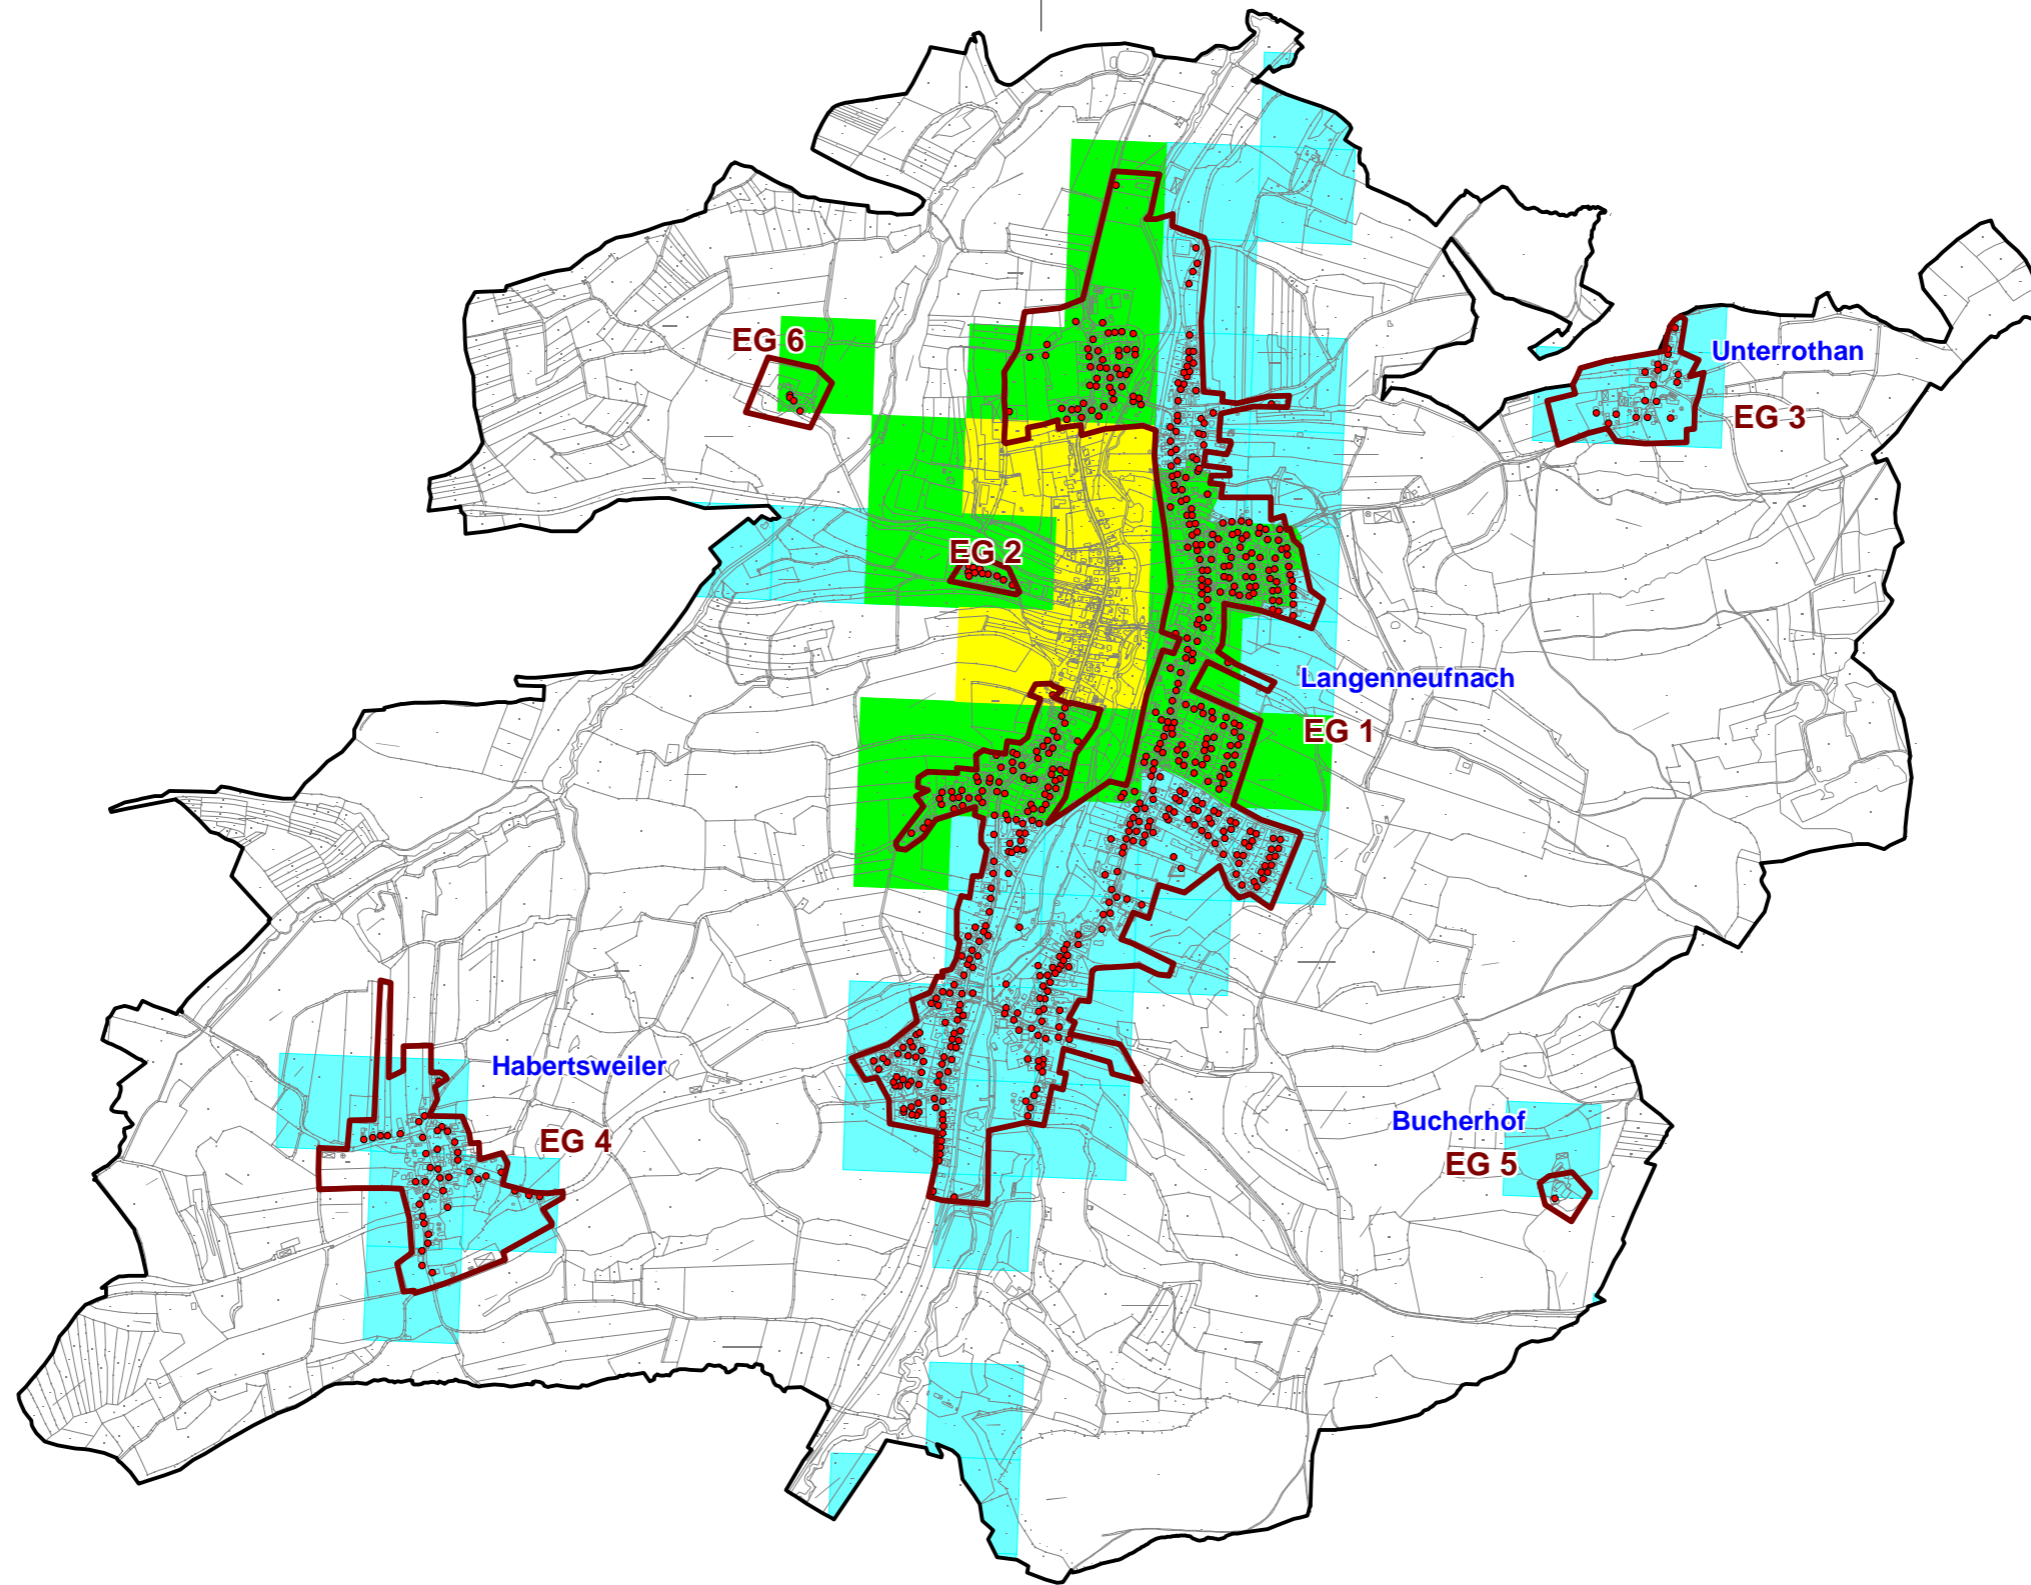 EG 6
Unterrothan
EG 3
EG 2
Langenneufnach
EG 1
Habertsweiler
Bucherhof
EG 4
EG 5